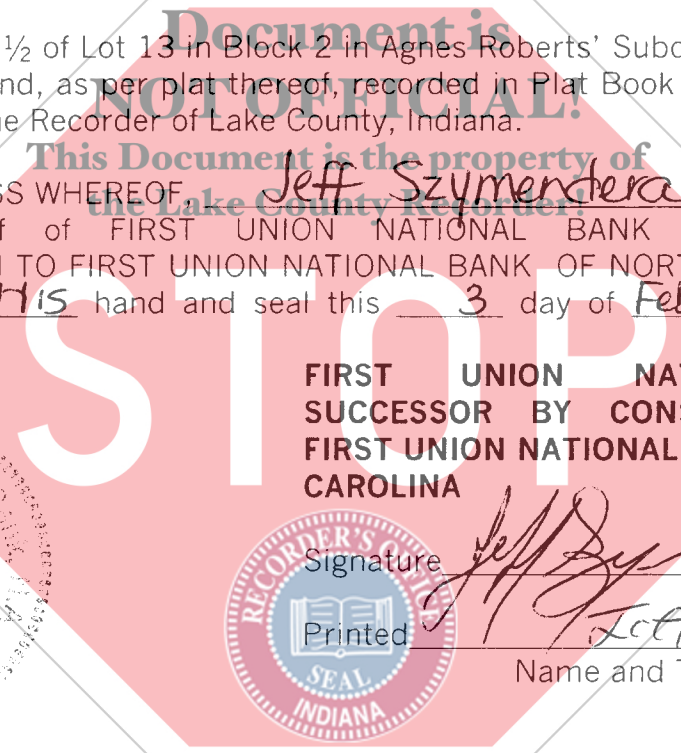 Document is
½ of Lot 13 in Block 2 in Agnes Roberts' Subd
nd, as per plat thereof, recorded in Plat Book
NOT OFFICIAL!
e Recorder of Lake County, Indiana.
This Document is the property of
SS WHEREOF, Jeff Szymendera
the Lake County Recorder!
f of FIRST UNION NATIONAL BANK
TO FIRST UNION NATIONAL BANK OF NORT
His hand and seal this 3 day of Feb
STOP
FIRST UNION NAT
SUCCESSOR BY CONS
FIRST UNION NATIONAL
CAROLINA
RECORDER'S OFFICE
Signature
Printed
SEAL
Name and T
INDIANA